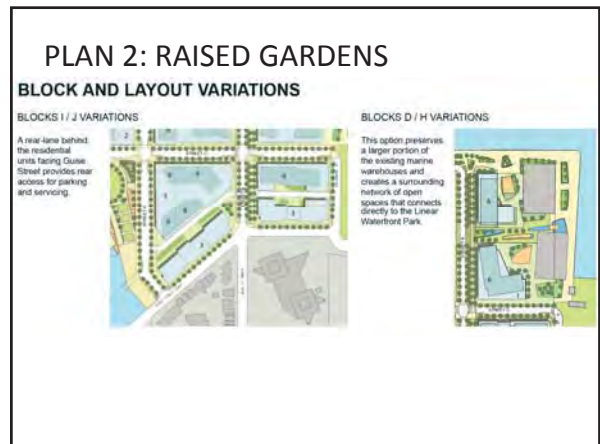 PLAN 2: RAISED GARDENS
BLOCK AND LAYOUT VARIATIONS
BLOCKS I / J VARIATIONS
A rear-lane behind
the residential
units facing Guise
Street provides rear
access for parking
and servicing.
BLOCKS D / H VARIATIONS
This option preserves
a larger portion of
the existing marine
warehouses and
creates a surrounding
network of open
spaces that connects
directly to the Linear
Waterfront Park.